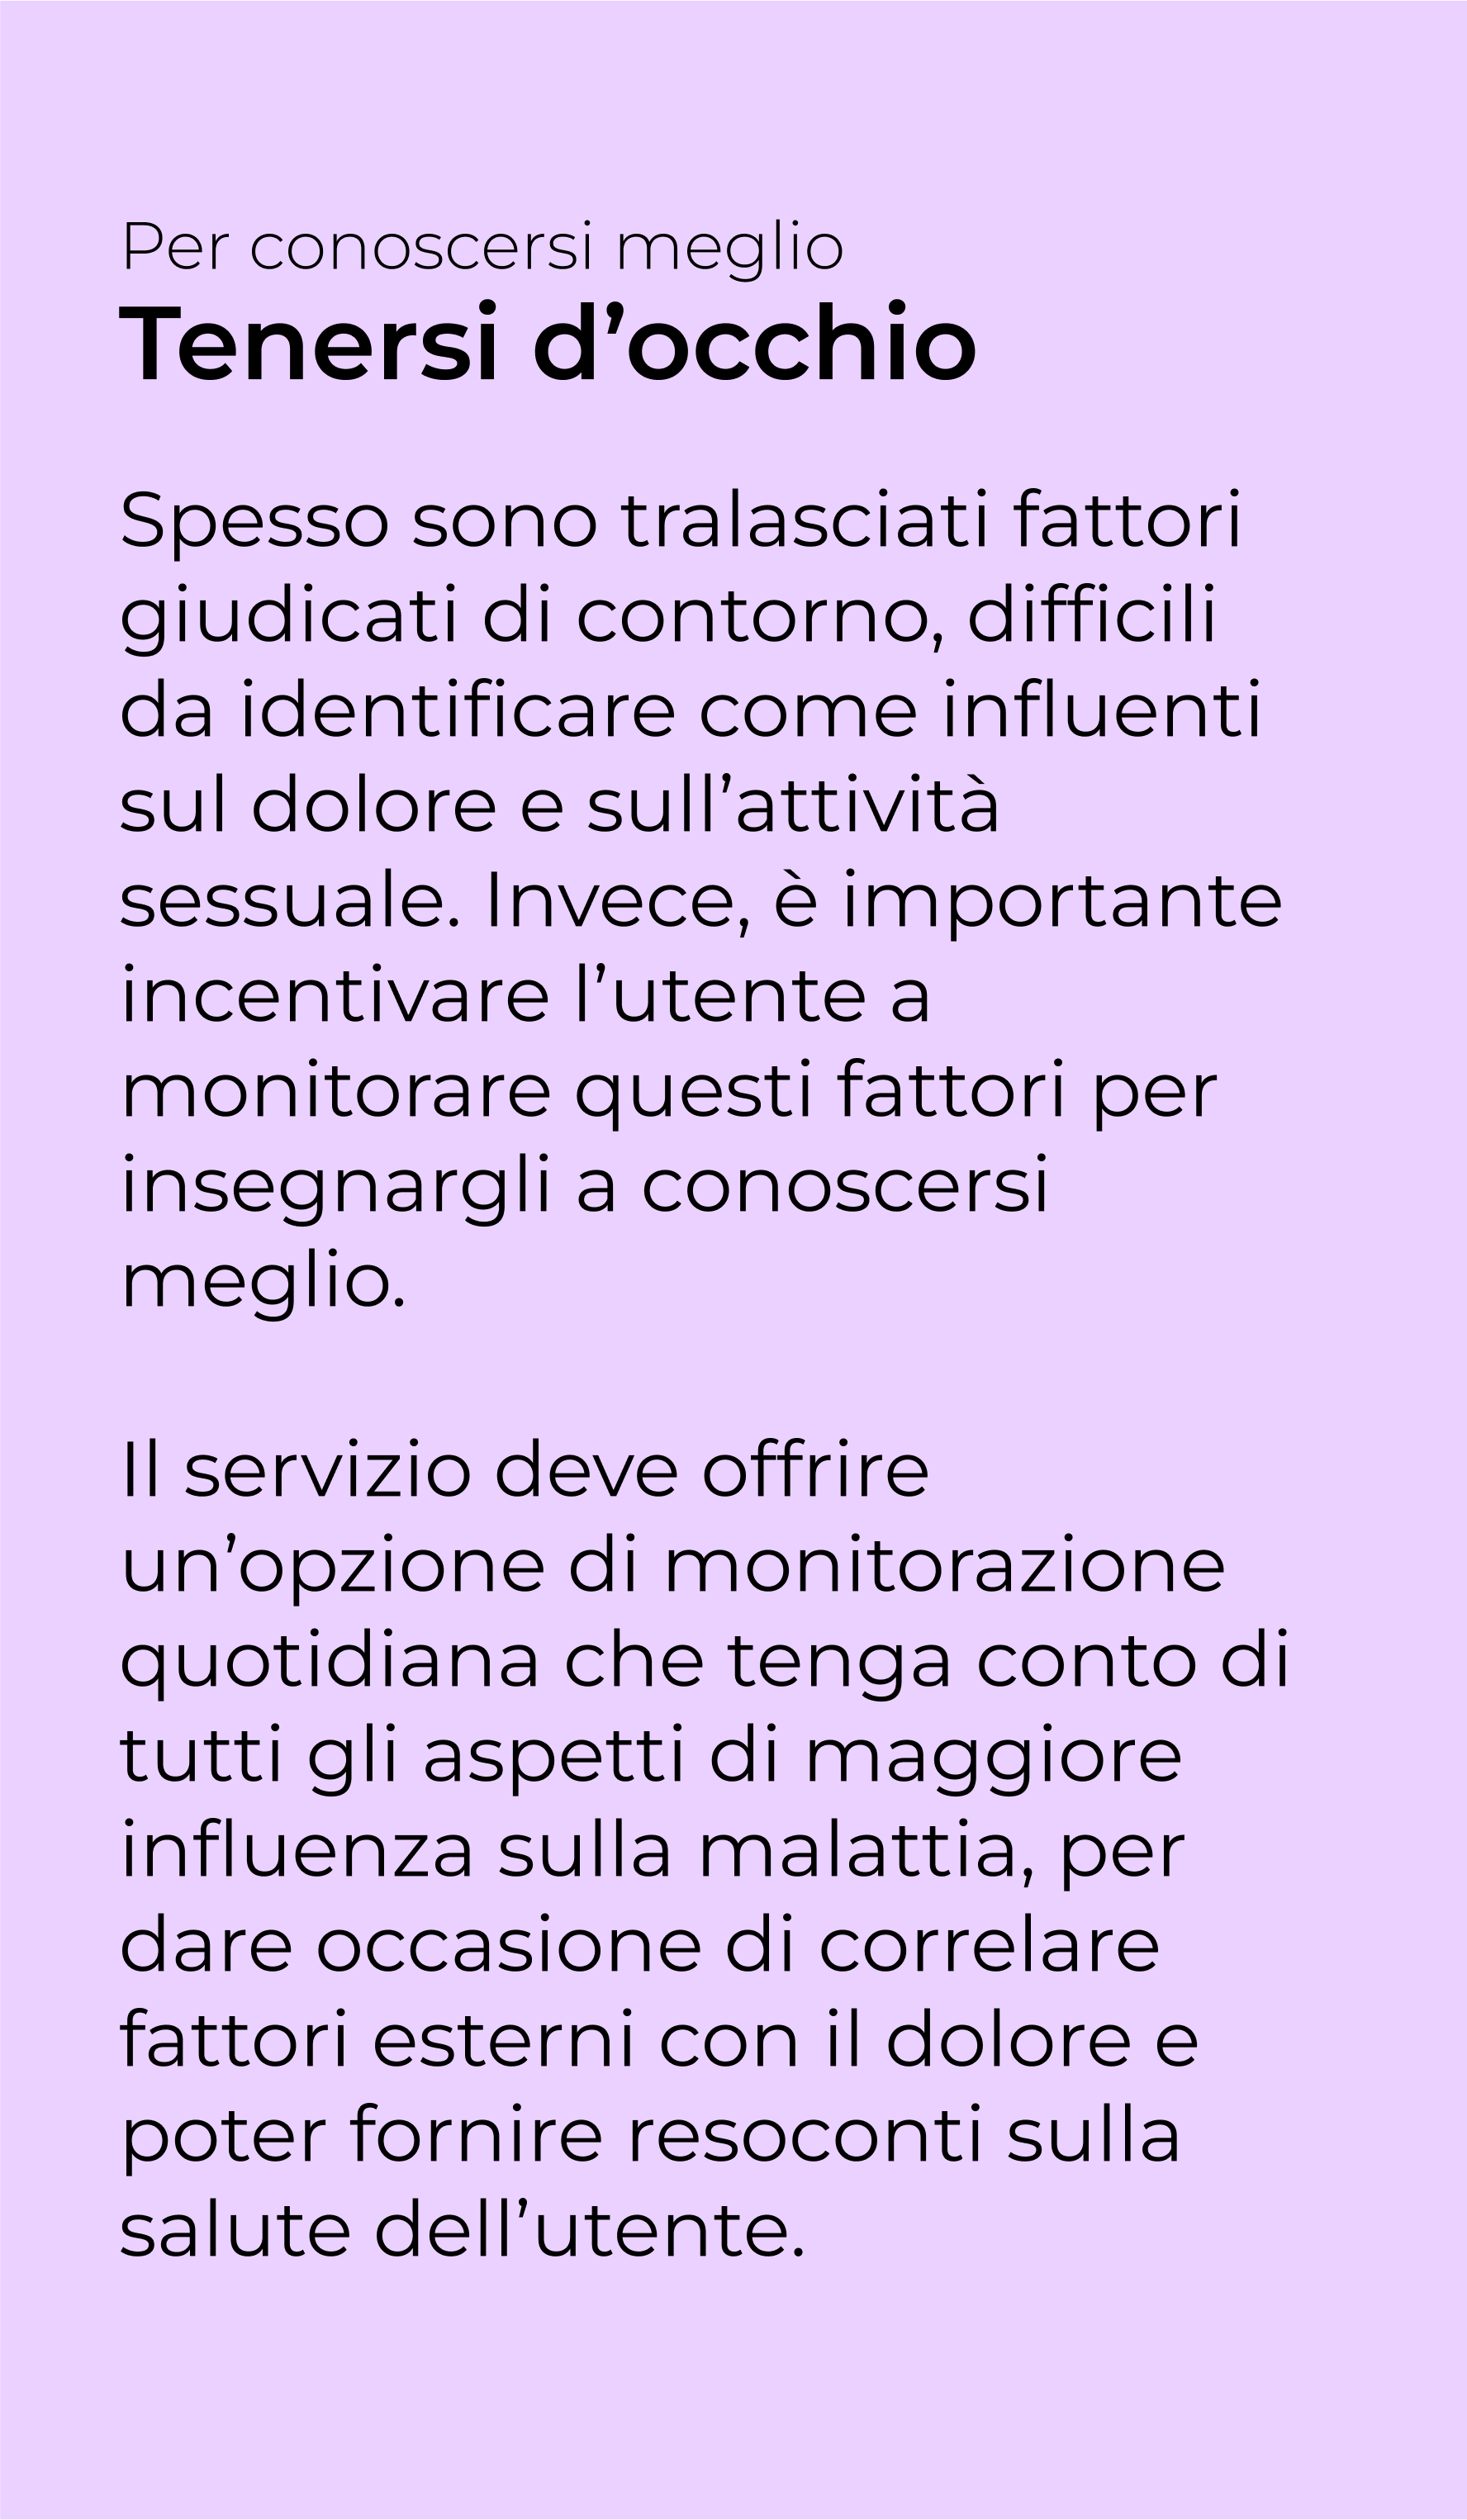 Per conoscersi meglio
Tenersi d’occhio
Spesso sono tralasciati fattori
giudicati di contorno, difficili
da identificare come influenti
sul dolore e sull’attività
sessuale. Invece, è importante
incentivare l’utente a
monitorare questi fattori per
insegnargli a conoscersi
meglio.
Il servizio deve offrire
un’opzione di monitorazione
quotidiana che tenga conto di
tutti gli aspetti di maggiore
influenza sulla malattia, per
dare occasione di correlare
fattori esterni con il dolore e
poter fornire resoconti sulla
salute dell’utente.